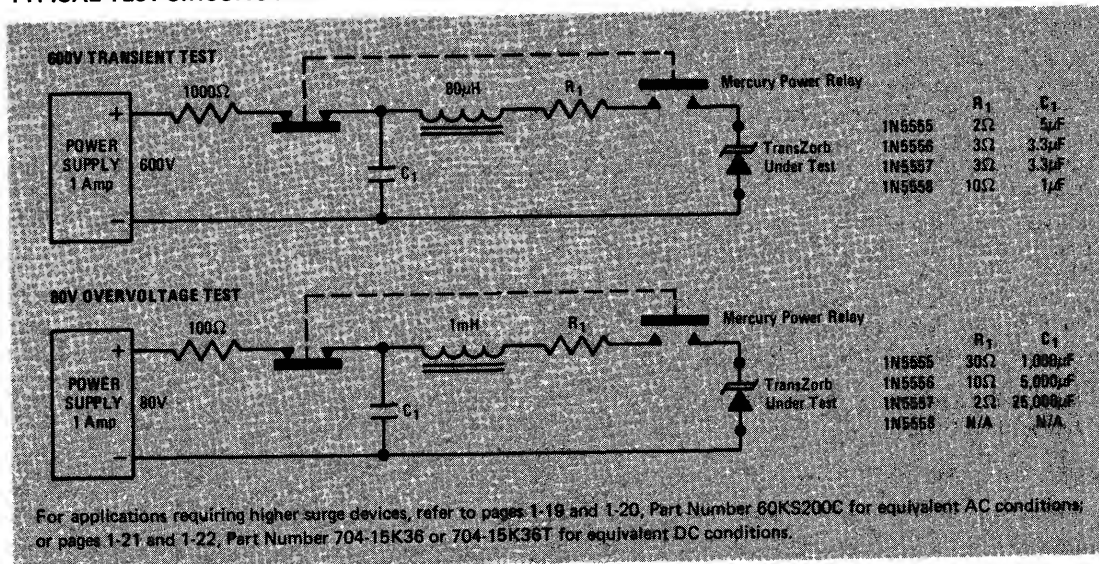 600V TRANSIENT TEST
1000Ω
80μH
R1
Mercury Power Relay
+
POWER
SUPPLY
1 Amp
600V
−
C1
TransZorb
Under Test
R1 C1
1N5555 2Ω 5μF
1N5556 3Ω 3.3μF
1N5557 3Ω 3.3μF
1N5558 10Ω 1μF
80V OVERVOLTAGE TEST
100Ω
1mH
R1
Mercury Power Relay
+
POWER
SUPPLY
1 Amp
80V
−
C1
TransZorb
Under Test
R1 C1
1N5555 30Ω 1,000μF
1N5556 10Ω 5,000μF
1N5557 2Ω 25,000μF
1N5558 N/A N/A
For applications requiring higher surge devices, refer to pages 1-19 and 1-20, Part Number 60KS200C for equivalent AC conditions;
or pages 1-21 and 1-22, Part Number 704-15K36 or 704-15K36T for equivalent DC conditions.